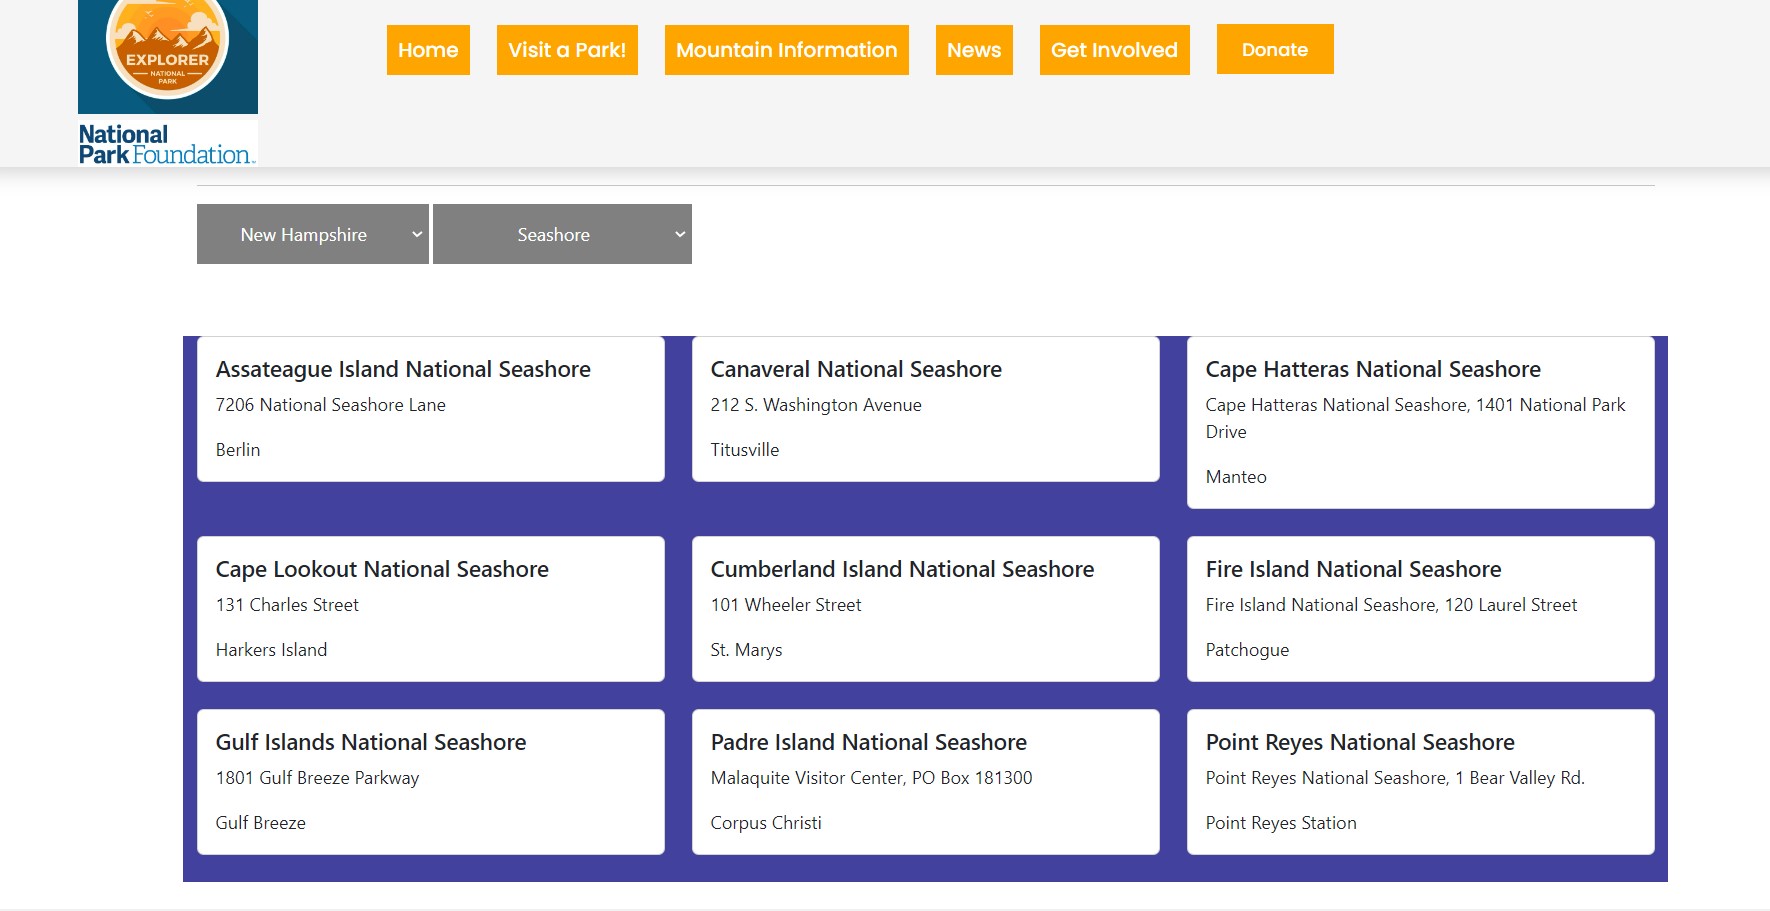 EXPLORER
NATIONAL
PARK
National
Park Foundation
Home
Visit a Park!
Mountain Information
News
Get Involved
Donate
New Hampshire
Seashore
Assateague Island National Seashore
7206 National Seashore Lane
Berlin
Canaveral National Seashore
212 S. Washington Avenue
Titusville
Cape Hatteras National Seashore
Cape Hatteras National Seashore, 1401 National Park
Drive
Manteo
Cape Lookout National Seashore
131 Charles Street
Harkers Island
Cumberland Island National Seashore
101 Wheeler Street
St. Marys
Fire Island National Seashore
Fire Island National Seashore, 120 Laurel Street
Patchogue
Gulf Islands National Seashore
1801 Gulf Breeze Parkway
Gulf Breeze
Padre Island National Seashore
Malaquite Visitor Center, PO Box 181300
Corpus Christi
Point Reyes National Seashore
Point Reyes National Seashore, 1 Bear Valley Rd.
Point Reyes Station